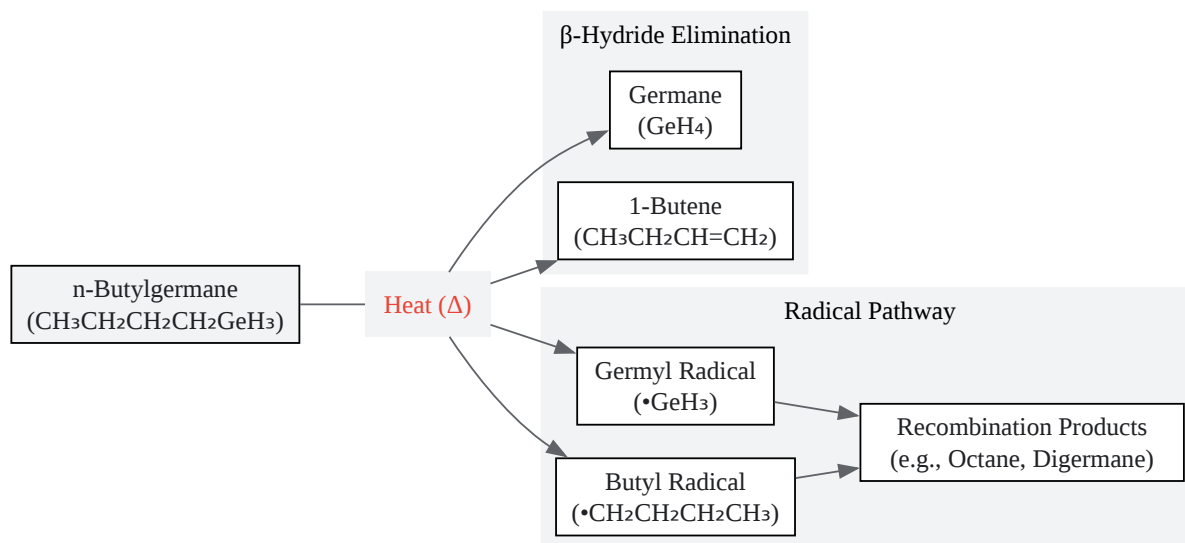 β-Hydride Elimination
Germane
(GeH₄)
1-Butene
(CH₃CH₂CH=CH₂)
n-Butylgermane
(CH₃CH₂CH₂CH₂GeH₃)
Heat (Δ)
Radical Pathway
Germyl Radical
(•GeH₃)
Butyl Radical
(•CH₂CH₂CH₂CH₃)
Recombination Products
(e.g., Octane, Digermane)